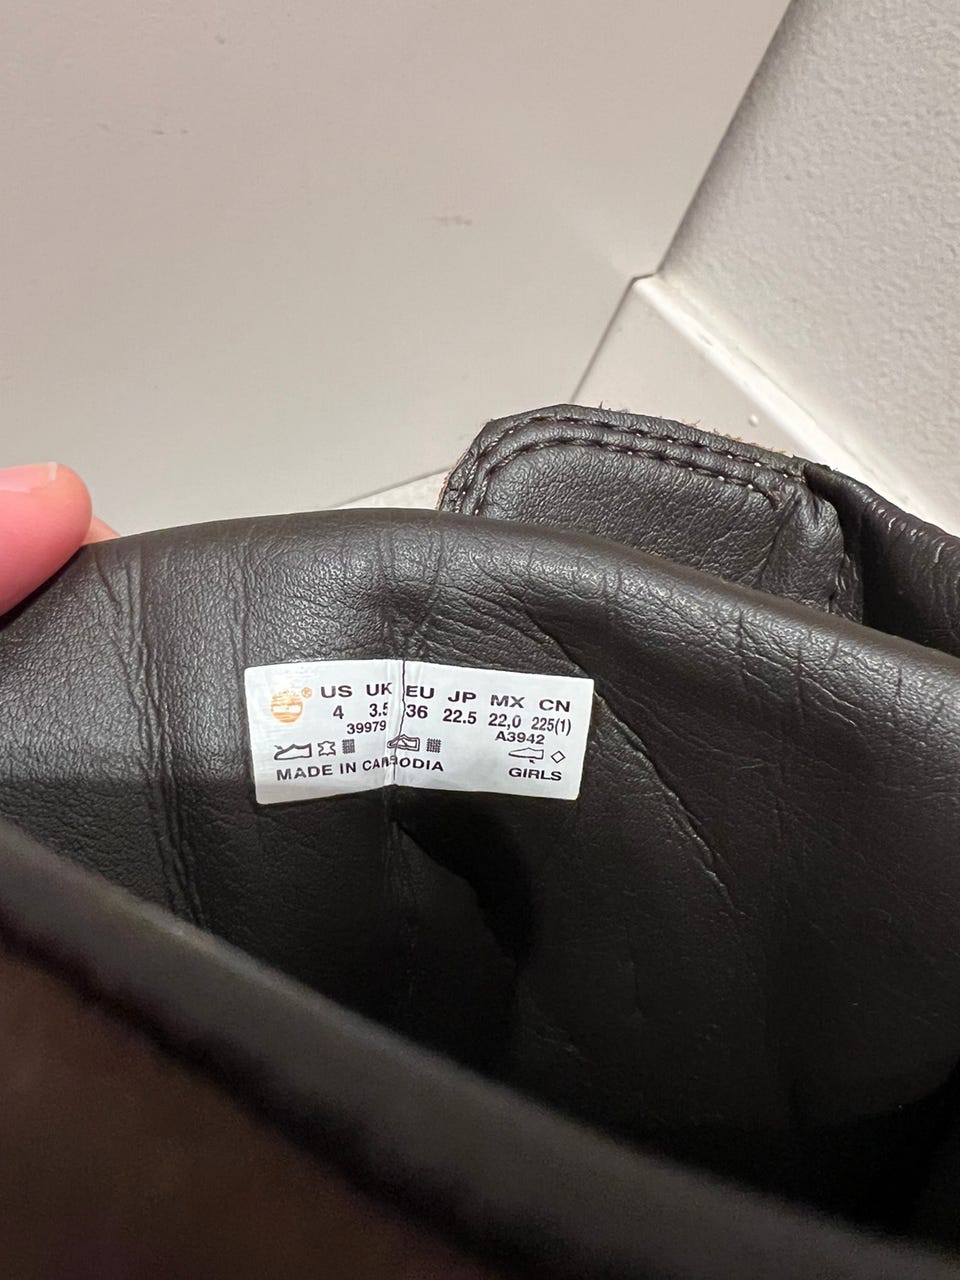 ® US UK EU JP MX CN
4 3,5 36 22.5 22,0 225(1)
39979 A3942
MADE IN CAMBODIA GIRLS